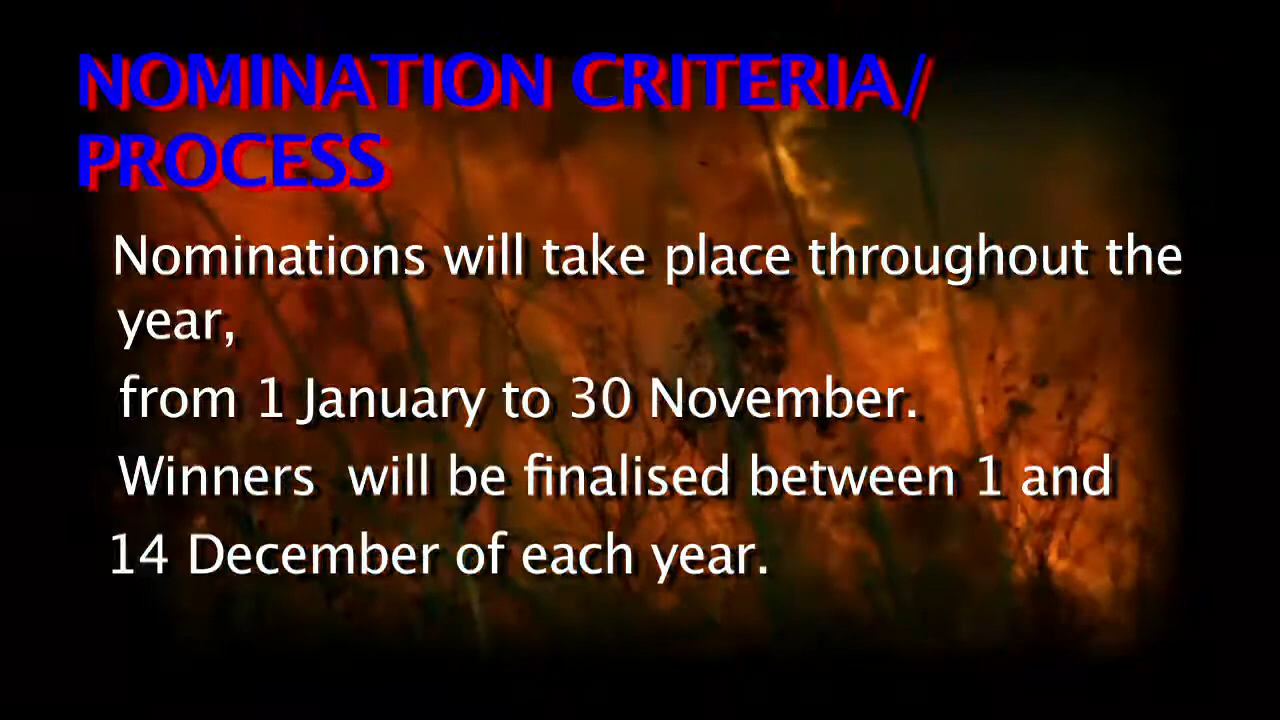 NOMINATION CRITERIA/
PROCESS
Nominations will take place throughout the
year,
from 1 January to 30 November.
Winners  will be finalised between 1 and
14 December of each year.